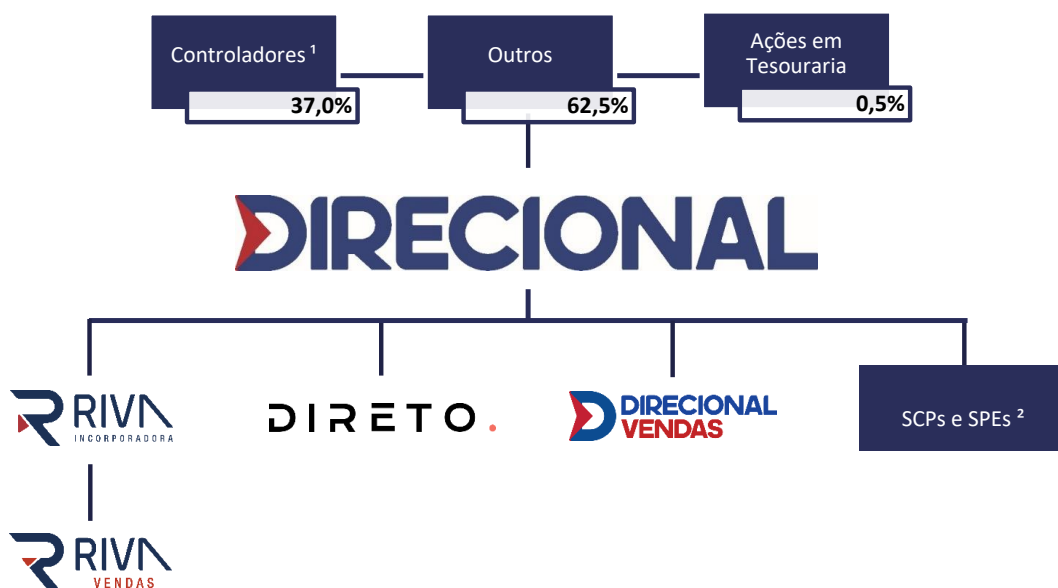 Controladores ¹
37,0%
Outros
62,5%
Ações em
Tesouraria
0,5%
DIRECIONAL
RIVA
INCORPORADORA
DIRETO.
DIRECIONAL
VENDAS
SCPs e SPEs ²
RIVA
VENDAS